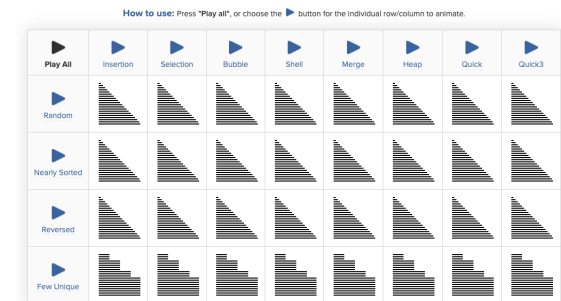 How to use: Press "Play all", or choose the button for the individual row/column to animate.
Play All Insertion Selection Bubble Shell Merge Heap Quick Quick3
Random
Nearly Sorted
Reversed
Few Unique